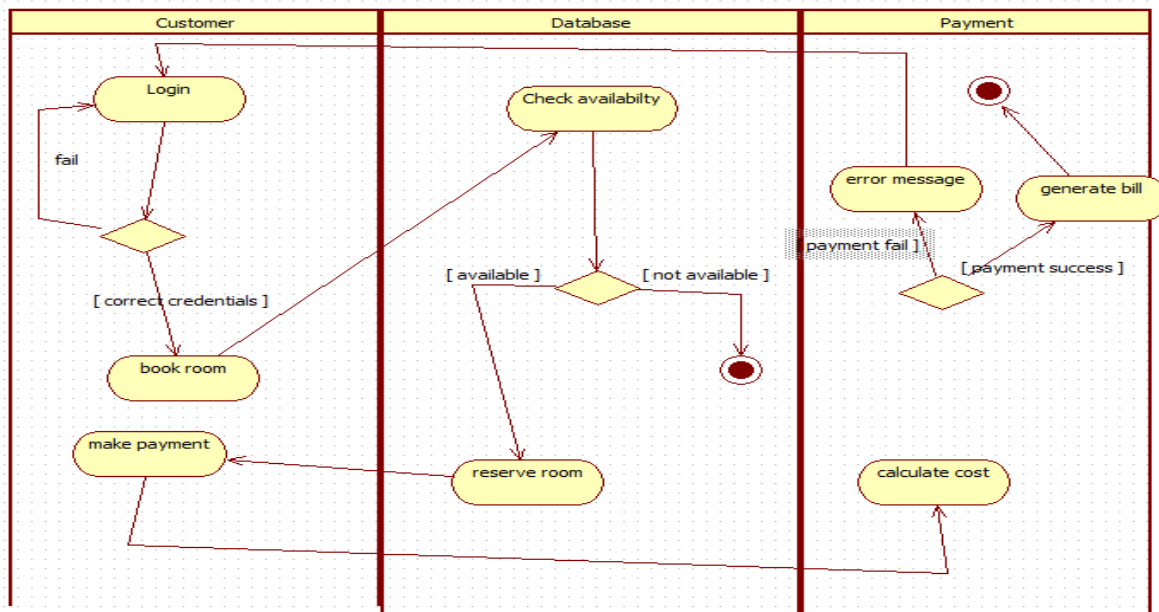 Customer
Database
Payment
Login
Check availabilty
fail
error message
generate bill
[ payment fail ]
[ payment success ]
[ available ]
[ not available ]
[ correct credentials ]
book room
make payment
reserve room
calculate cost